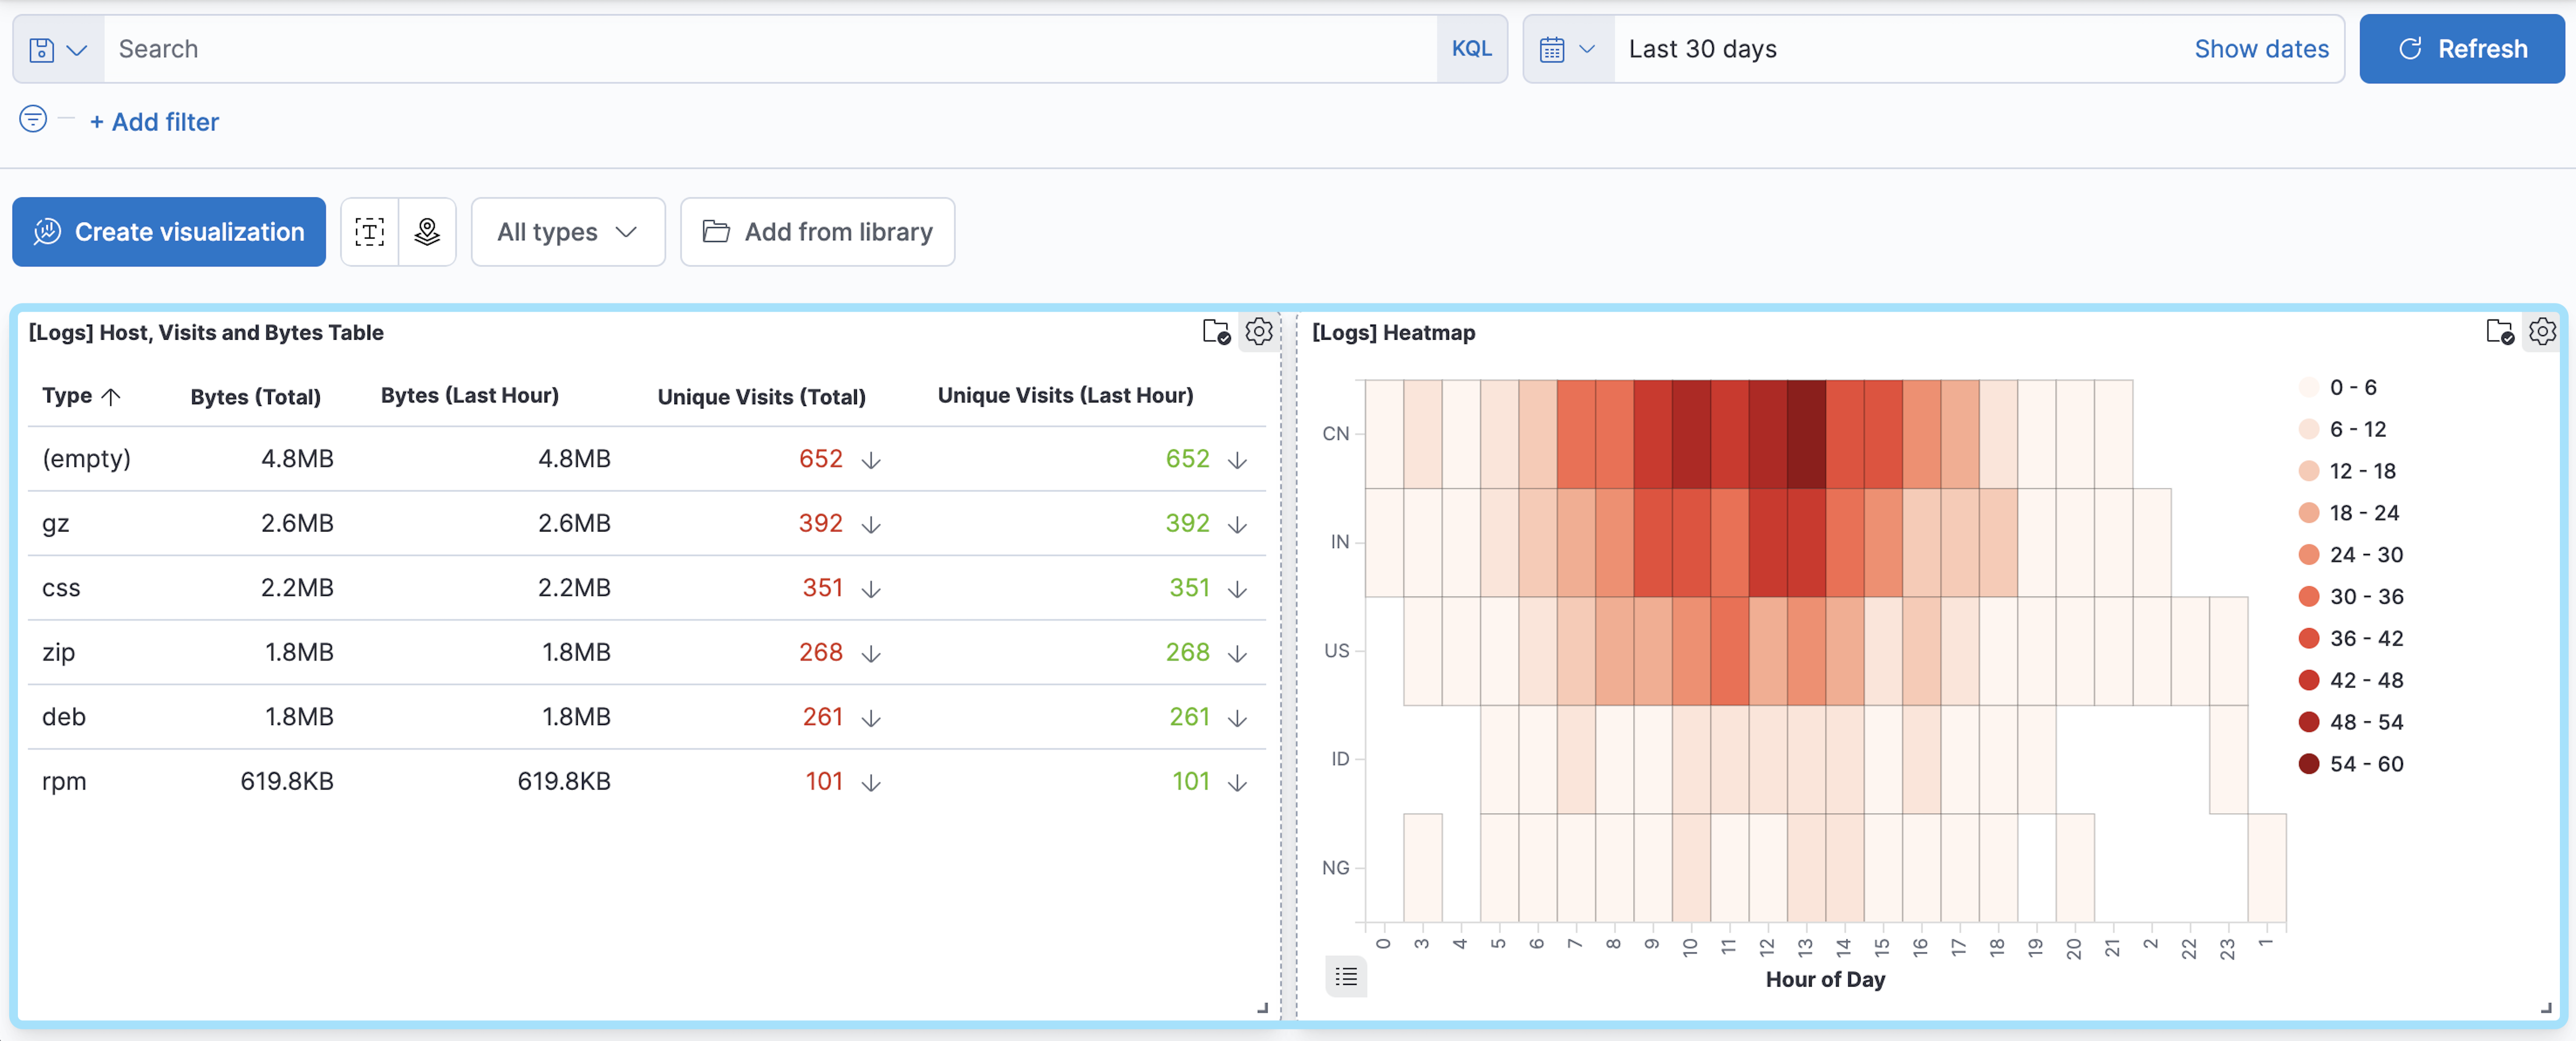 Search KQL Last 30 days Show dates Refresh
+ Add filter
Create visualization All types Add from library
[Logs] Host, Visits and Bytes Table
Type Bytes (Total) Bytes (Last Hour) Unique Visits (Total) Unique Visits (Last Hour)
(empty) 4.8MB 4.8MB 652 652
gz 2.6MB 2.6MB 392 392
css 2.2MB 2.2MB 351 351
zip 1.8MB 1.8MB 268 268
deb 1.8MB 1.8MB 261 261
rpm 619.8KB 619.8KB 101 101
[Logs] Heatmap
CN
IN
US
ID
NG
0 3 4 5 6 7 8 9 10 11 12 13 14 15 16 17 18 19 20 21 2 22 23 1
Hour of Day
0 - 6
6 - 12
12 - 18
18 - 24
24 - 30
30 - 36
36 - 42
42 - 48
48 - 54
54 - 60